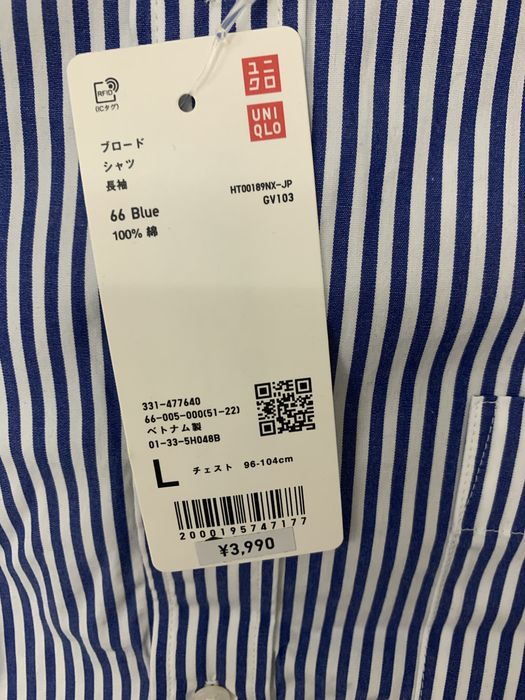 RFID
(ICタグ)
ユニ
クロ
UNI
QLO
ブロード
シャツ
長袖
HT00189NX-JP
GV103
66 Blue
100% 綿
331-477640
66-005-000(51-22)
ベトナム製
01-33-5H048B
L チェスト 96-104cm
2000195747177
¥3,990